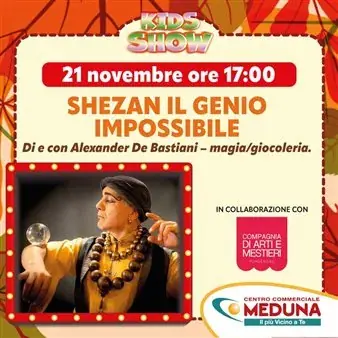 KIDS
SHOW
21 novembre ore 17:00
SHEZAN IL GENIO
IMPOSSIBILE
Di e con Alexander De Bastiani – magia/giocoleria.
IN COLLABORAZIONE CON
COMPAGNIA
DI ARTI E
MESTIERI
PORDENONE
CENTRO COMMERCIALE
MEDUNA
Il più Vicino a Te